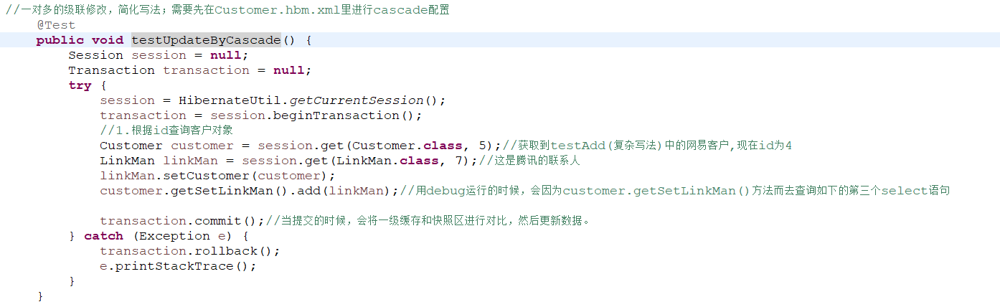 //一对多的级联修改，简化写法；需要先在Customer.hbm.xml里进行cascade配置
@Test
public void testUpdateByCascade() {
Session session = null;
Transaction transaction = null;
try {
session = HibernateUtil.getCurrentSession();
transaction = session.beginTransaction();
//1.根据id查询客户对象
Customer customer = session.get(Customer.class, 5);//获取到testAdd(复杂写法)中的网易客户,现在id为4
LinkMan linkMan = session.get(LinkMan.class, 7);//这是腾讯的联系人
linkMan.setCustomer(customer);
customer.getSetLinkMan().add(linkMan);//用debug运行的时候，会因为customer.getSetLinkMan()方法而去查询如下的第三个select语句
transaction.commit();//当提交的时候，会将一级缓存和快照区进行对比，然后更新数据。
} catch (Exception e) {
transaction.rollback();
e.printStackTrace();
}
}